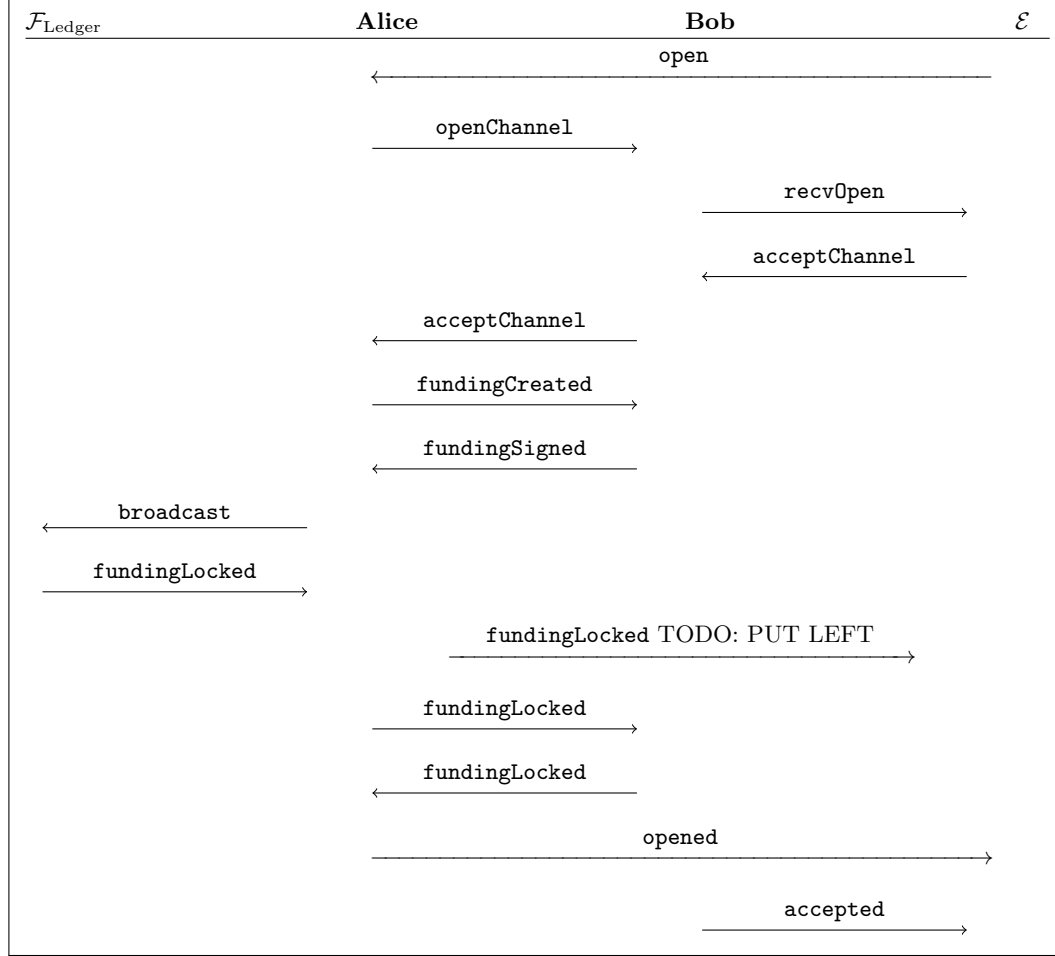 F_Ledger Alice Bob E
open
openChannel
recvOpen
acceptChannel
acceptChannel
fundingCreated
fundingSigned
broadcast
fundingLocked
fundingLocked TODO: PUT LEFT
fundingLocked
fundingLocked
opened
accepted